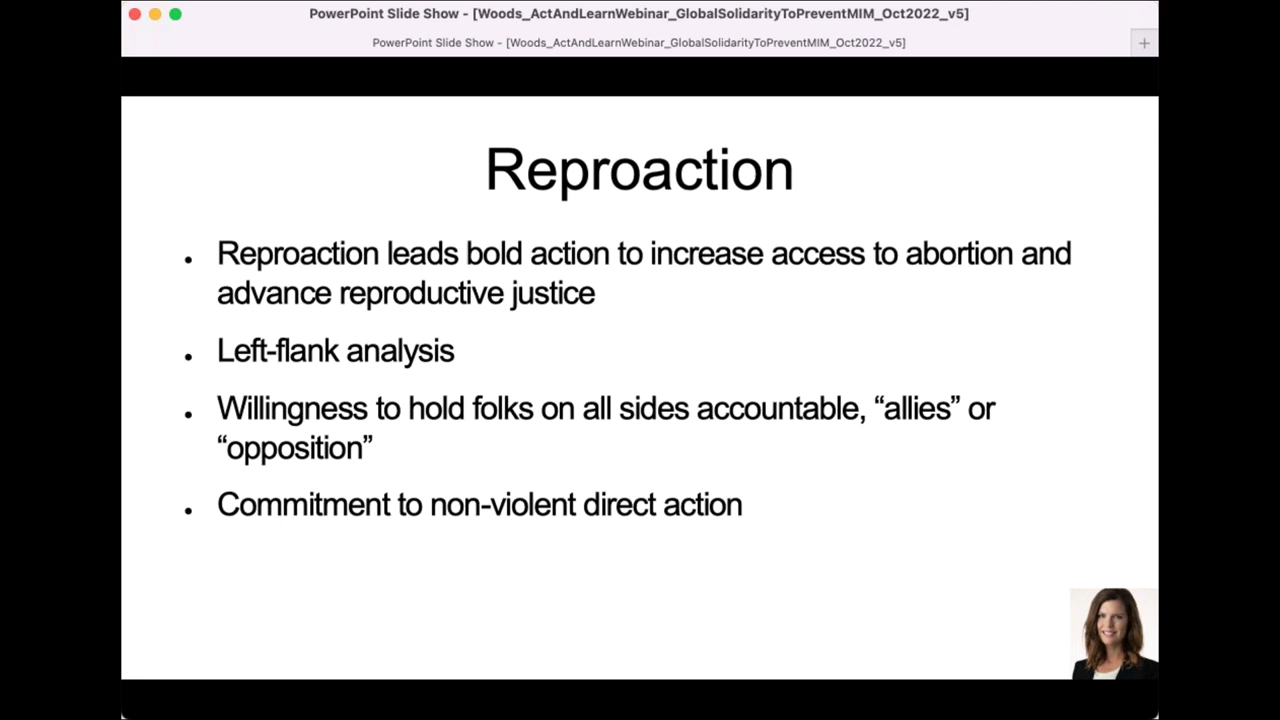 PowerPoint Slide Show - [Woods_ActAndLearnWebinar_GlobalSolidarityToPreventMIM_Oct2022_v5]
PowerPoint Slide Show - [Woods_ActAndLearnWebinar_GlobalSolidarityToPreventMIM_Oct2022_v5]
Reproaction
• Reproaction leads bold action to increase access to abortion and
advance reproductive justice
• Left-flank analysis
• Willingness to hold folks on all sides accountable, “allies” or
“opposition”
• Commitment to non-violent direct action